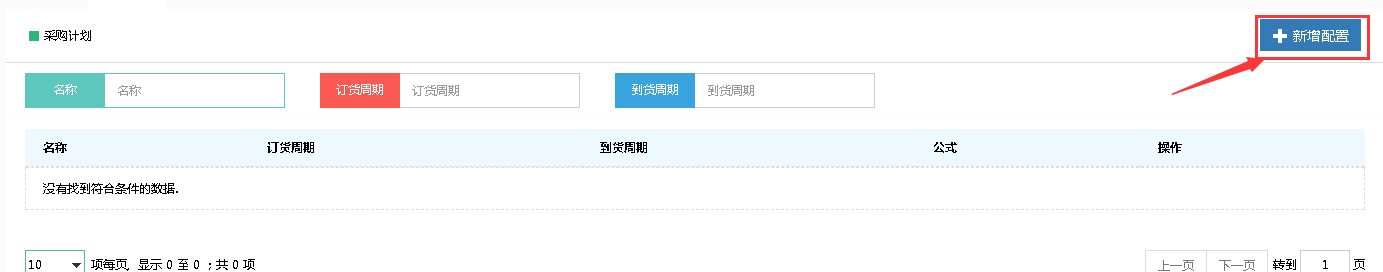 采购计划
新增配置
名称 名称 订货周期 订货周期 到货周期 到货周期
名称 订货周期 到货周期 公式 操作
没有找到符合条件的数据.
10 项每页, 显示 0 至 0 ; 共 0 项 上一页 下一页 转到 1 页